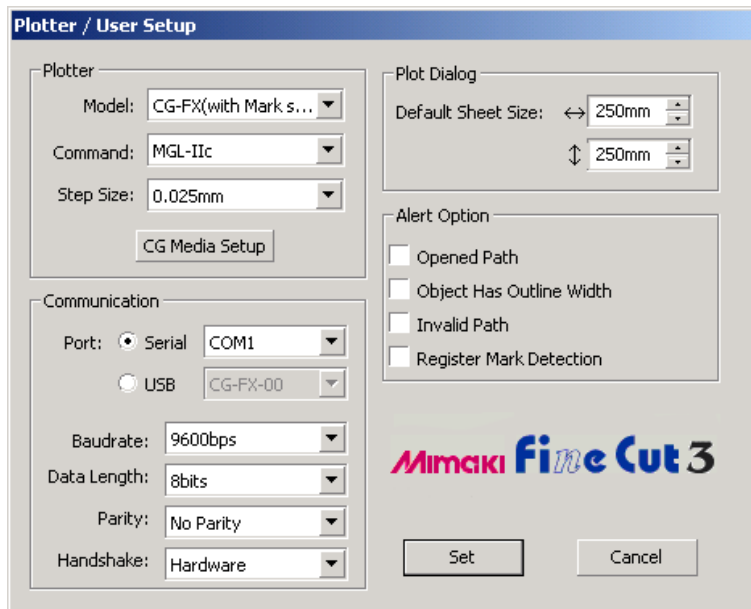 Plotter / User Setup
Plotter
Model: CG-FX(with Mark s...
Command: MGL-IIc
Step Size: 0.025mm
CG Media Setup
Communication
Port: Serial COM1
USB CG-FX-00
Baudrate: 9600bps
Data Length: 8bits
Parity: No Parity
Handshake: Hardware
Plot Dialog
Default Sheet Size: ↔ 250mm
↕ 250mm
Alert Option
Opened Path
Object Has Outline Width
Invalid Path
Register Mark Detection
Mimaki Fine Cut 3
Set Cancel